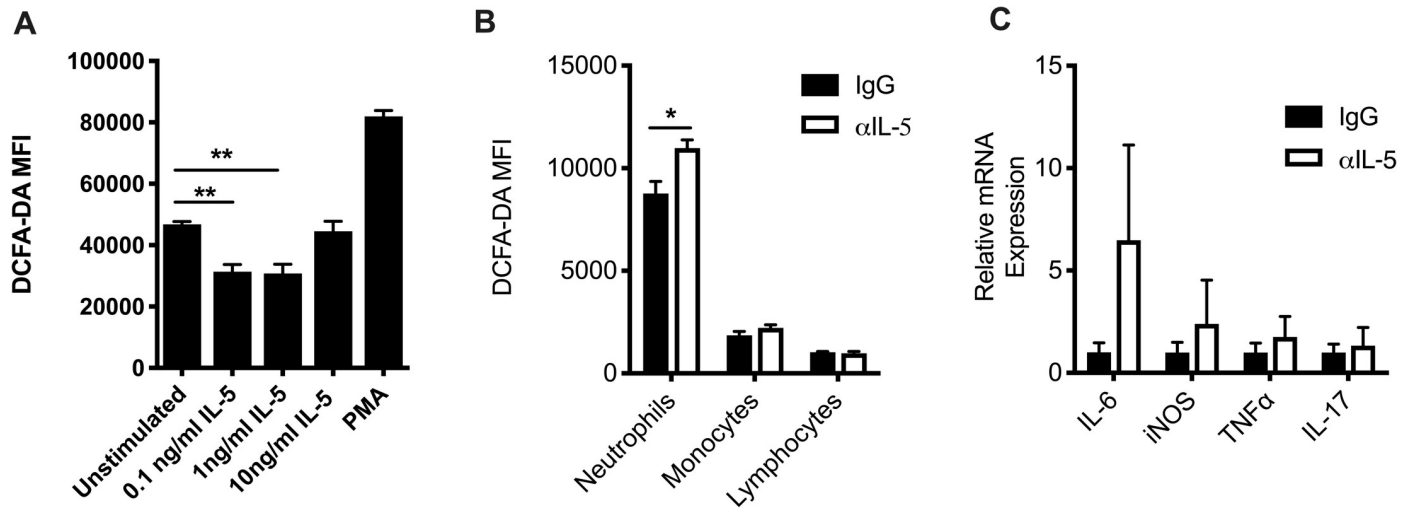 A
DCFA-DA MFI
100000
80000
60000
40000
20000
0
**
**
Unstimulated
0.1 ng/ml IL-5
1ng/ml IL-5
10ng/ml IL-5
PMA
B
DCFA-DA MFI
15000
10000
5000
0
*
IgG
αIL-5
Neutrophils
Monocytes
Lymphocytes
C
Relative mRNA
Expression
15
10
5
0
IgG
αIL-5
IL-6
iNOS
TNFα
IL-17